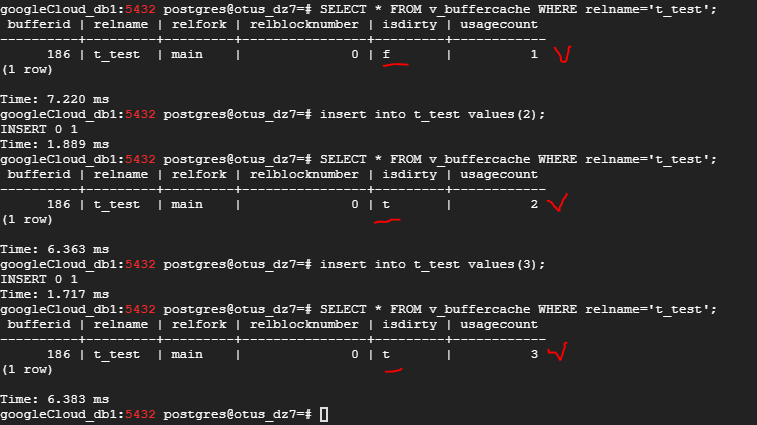 googleCloud_db1:5432 postgres@otus_dz7=# SELECT * FROM v_buffercache WHERE relname='t_test';
 bufferid | relname | relfork | relblocknumber | isdirty | usagecount
----------+---------+---------+----------------+---------+------------
      186 | t_test  | main    |              0 | f       |          1
(1 row)

Time: 7.220 ms
googleCloud_db1:5432 postgres@otus_dz7=# insert into t_test values(2);
INSERT 0 1
Time: 1.889 ms
googleCloud_db1:5432 postgres@otus_dz7=# SELECT * FROM v_buffercache WHERE relname='t_test';
 bufferid | relname | relfork | relblocknumber | isdirty | usagecount
----------+---------+---------+----------------+---------+------------
      186 | t_test  | main    |              0 | t       |          2
(1 row)

Time: 6.363 ms
googleCloud_db1:5432 postgres@otus_dz7=# insert into t_test values(3);
INSERT 0 1
Time: 1.717 ms
googleCloud_db1:5432 postgres@otus_dz7=# SELECT * FROM v_buffercache WHERE relname='t_test';
 bufferid | relname | relfork | relblocknumber | isdirty | usagecount
----------+---------+---------+----------------+---------+------------
      186 | t_test  | main    |              0 | t       |          3
(1 row)

Time: 6.383 ms
googleCloud_db1:5432 postgres@otus_dz7=#